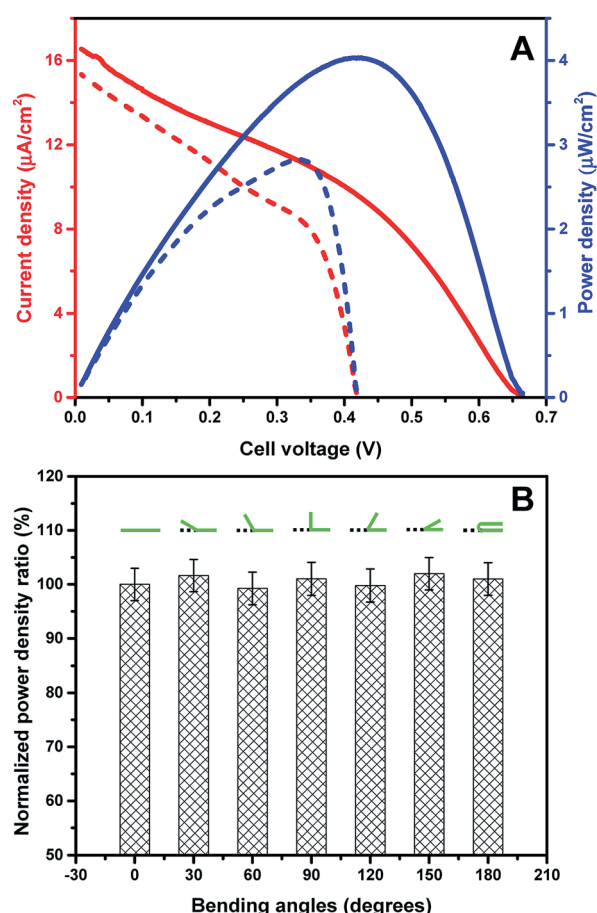 A
Current density (μA/cm²)
16
12
8
4
0
Power density (μW/cm²)
4
3
2
1
0
0.0 0.1 0.2 0.3 0.4 0.5 0.6 0.7
Cell voltage (V)
B
Normalized power density ratio (%)
120
110
100
90
80
70
60
50
-30 0 30 60 90 120 150 180 210
Bending angles (degrees)